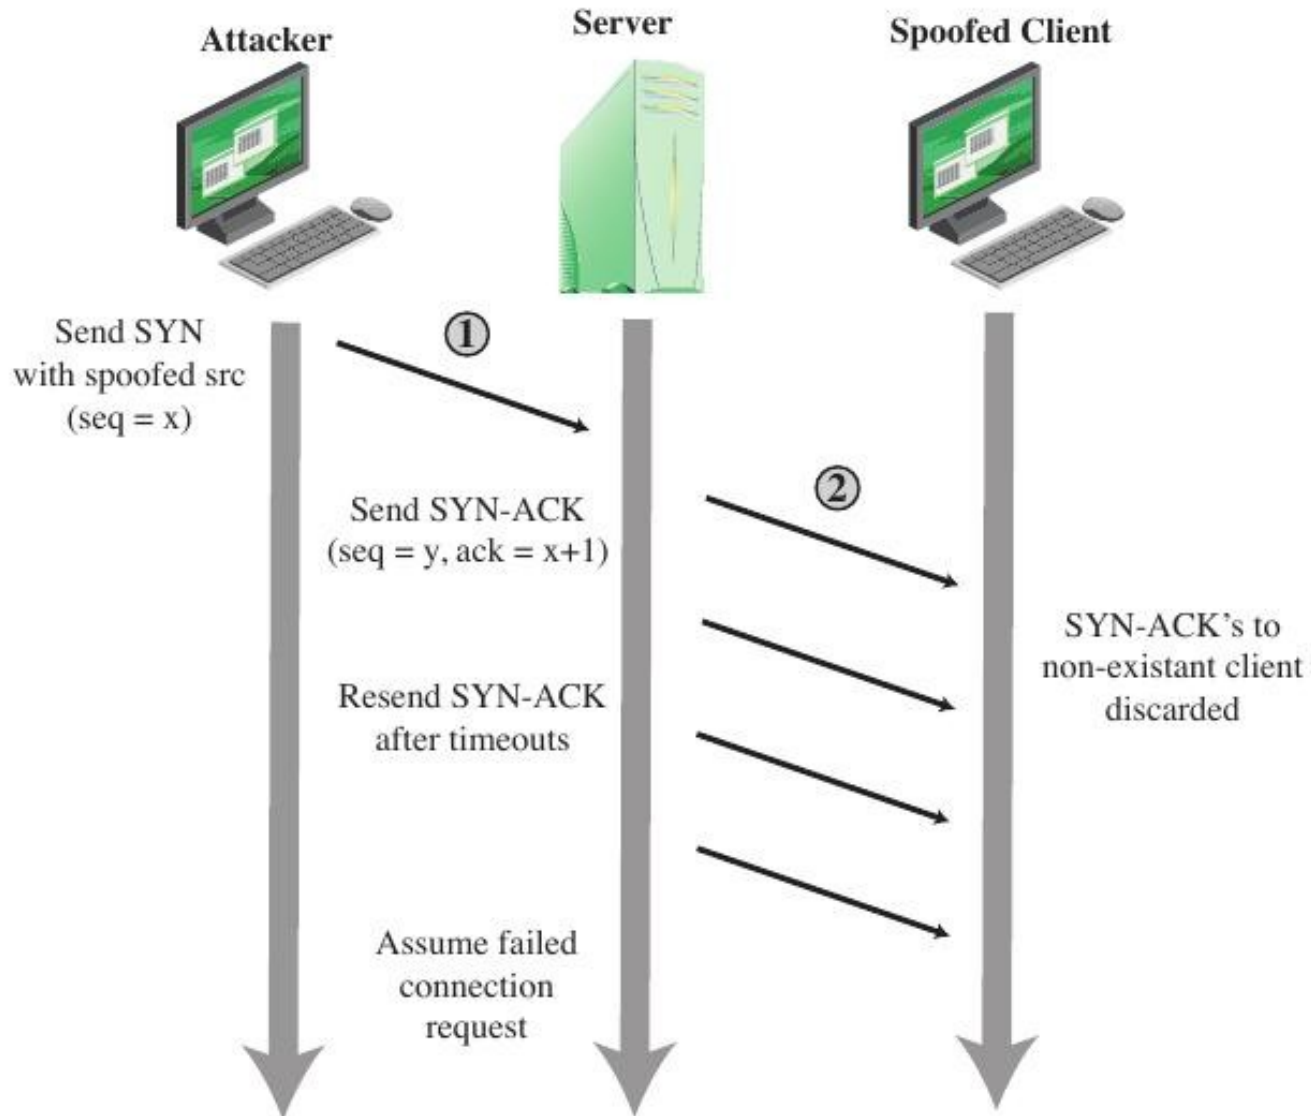 Attacker
Server
Spoofed Client
Send SYN
with spoofed src
(seq = x)
1
2
Send SYN-ACK
(seq = y, ack = x+1)
SYN-ACK's to
non-existant client
discarded
Resend SYN-ACK
after timeouts
Assume failed
connection
request